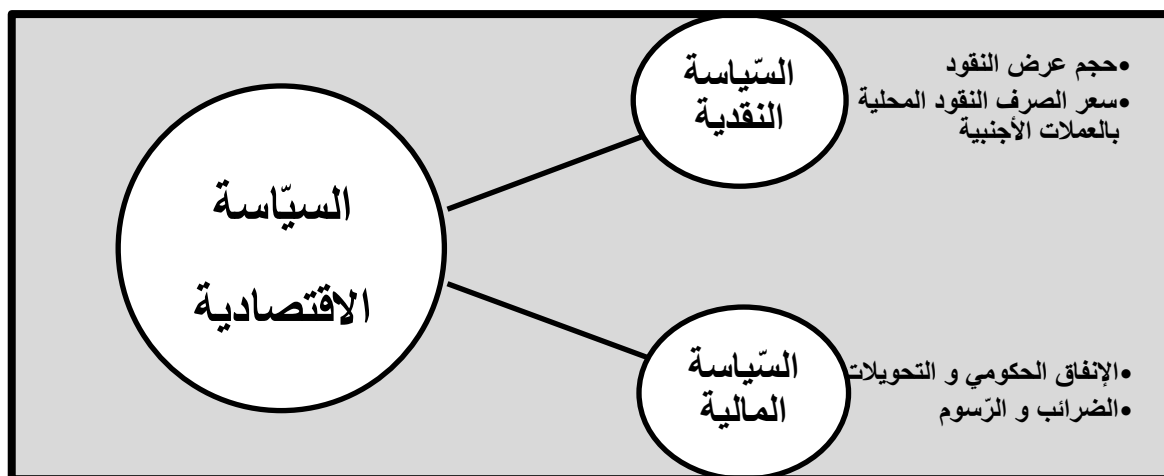 السّياسة
النقدية
•حجم عرض النقود
•سعر الصرف النقود المحلية
بالعملات الأجنبية
السيّاسة
الاقتصادية
السّياسة
المالية
•الإنفاق الحكومي و التحويلات
•الضرائب و الرّسوم